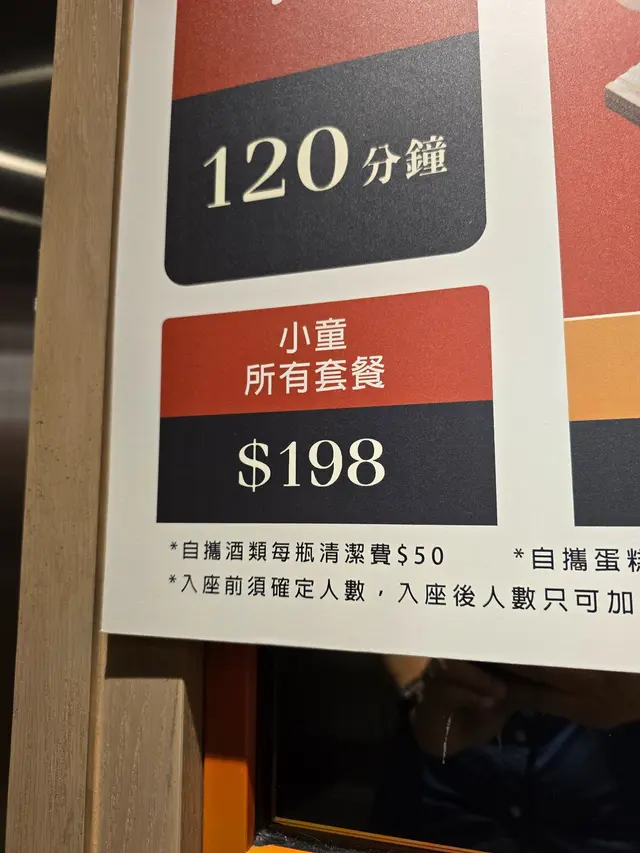 120分鐘
小童
所有套餐
$198
*自攜酒類每瓶清潔費$50 *自攜蛋糕
*入座前須確定人數，入座後人數只可加